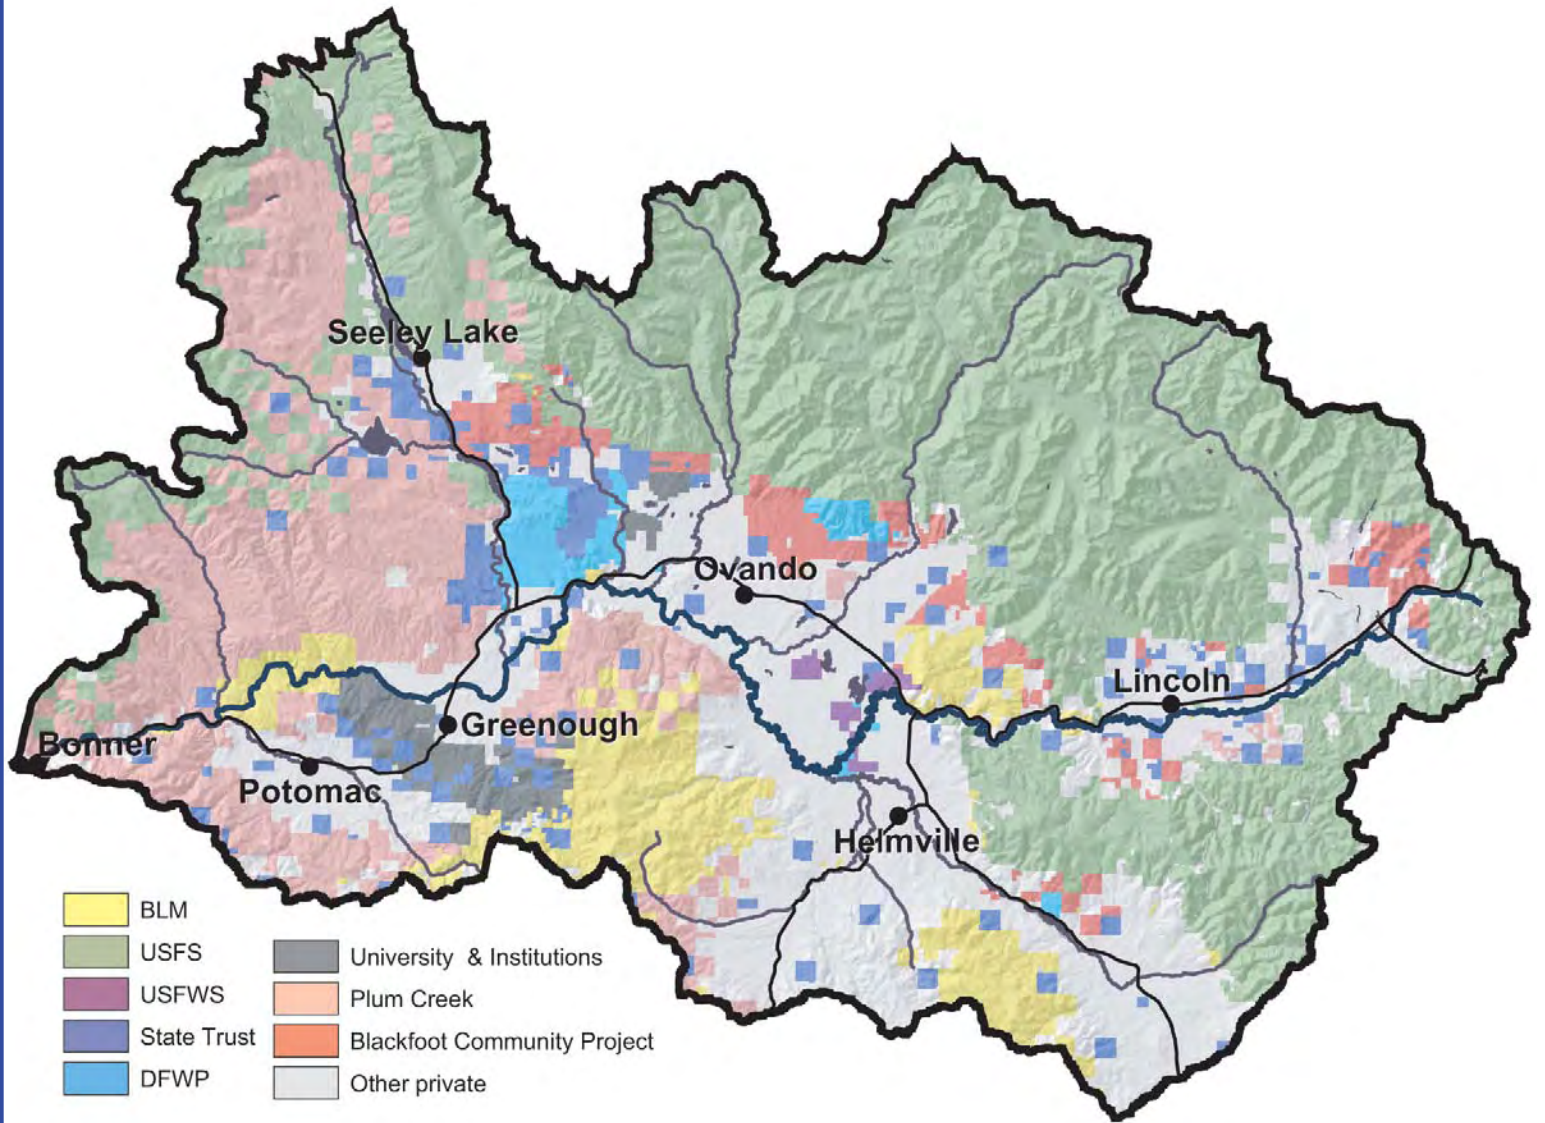 Seeley Lake
Ovando
Lincoln
Greenough
Bonner
Potomac
Helmville
BLM
USFS
USFWS
State Trust
DFWP
University & Institutions
Plum Creek
Blackfoot Community Project
Other private